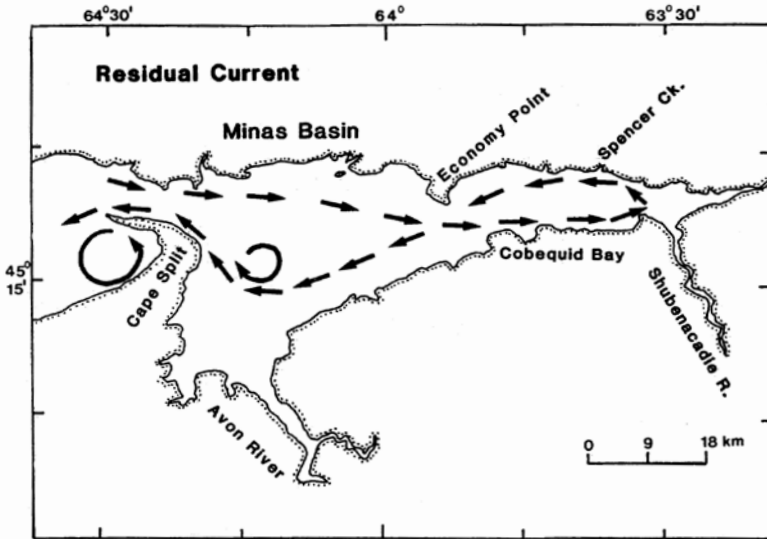 64°30'
64°
63°30'
Residual Current
Minas Basin
Economy Point
Spencer Ck.
Cobequid Bay
45°
15'
Cape Split
Shubenacadie R.
Avon River
0 9 18 km